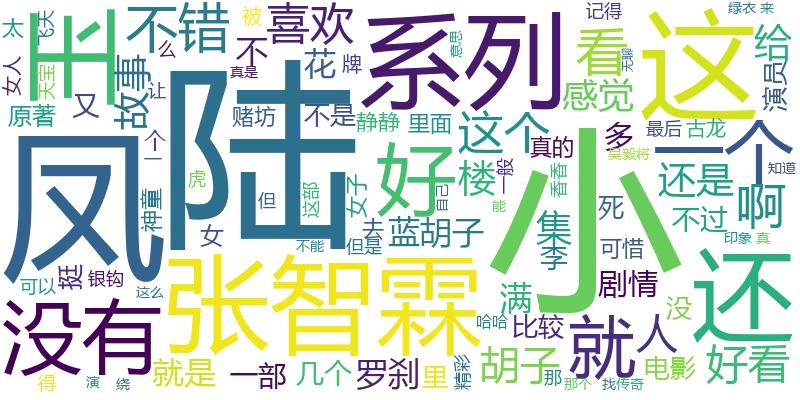 太 玉 不错 被 喜欢 系列 看 这 记得 给 绿衣 来
女人 天宝 飞天 故事 么 不 花 牌 意思 无聊 感觉 演员
原著 又 让 真是 赌坊 不是 静静 里面 这个 多 最后 古龙 一个
凤 陆 个 一 虎 但 这部 女子 好 楼 一般 真的 吴毅将 还是 知道
神童 女 不能 去 但是 蓝胡子 自己 能 香香 小 集 李 死 不过 啊
可以 挺 银钩 这么 张智霖 满 可惜 剧情 没 印象 真 还
没有 就是 一部 几个 罗刹 里 精彩 哈哈 比较 胡子 就 人 电影 好看
得 演 绕 那 那个 找 传奇